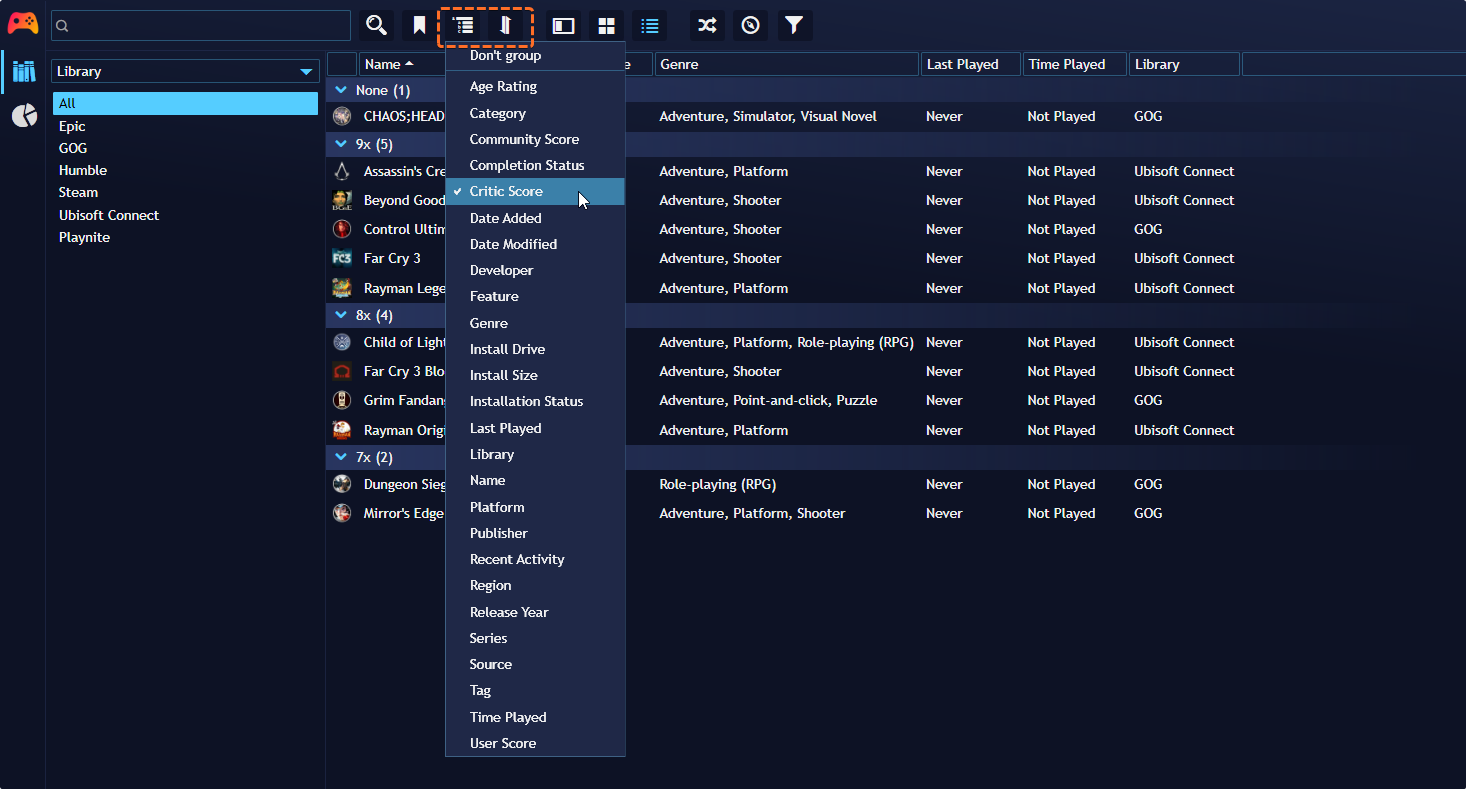 Library
All
Epic
GOG
Humble
Steam
Ubisoft Connect
Playnite
Don't group
Age Rating
Category
Community Score
Completion Status
Critic Score
Date Added
Date Modified
Developer
Feature
Genre
Install Drive
Install Size
Installation Status
Last Played
Library
Name
Platform
Publisher
Recent Activity
Region
Release Year
Series
Source
Tag
Time Played
User Score
Name e Genre Last Played Time Played Library
None (1)
CHAOS;HEAD Adventure, Simulator, Visual Novel Never Not Played GOG
9x (5)
Assassin's Cre Adventure, Platform Never Not Played Ubisoft Connect
Beyond Good Adventure, Shooter Never Not Played Ubisoft Connect
Control Ultim Adventure, Shooter Never Not Played GOG
FC3 Far Cry 3 Adventure, Shooter Never Not Played Ubisoft Connect
Rayman Lege Adventure, Platform Never Not Played Ubisoft Connect
8x (4)
Child of Light Adventure, Platform, Role-playing (RPG) Never Not Played Ubisoft Connect
Far Cry 3 Blo Adventure, Shooter Never Not Played Ubisoft Connect
Grim Fandang Adventure, Point-and-click, Puzzle Never Not Played GOG
Rayman Origi Adventure, Platform Never Not Played Ubisoft Connect
7x (2)
Dungeon Sieg Role-playing (RPG) Never Not Played GOG
Mirror's Edge Adventure, Platform, Shooter Never Not Played GOG